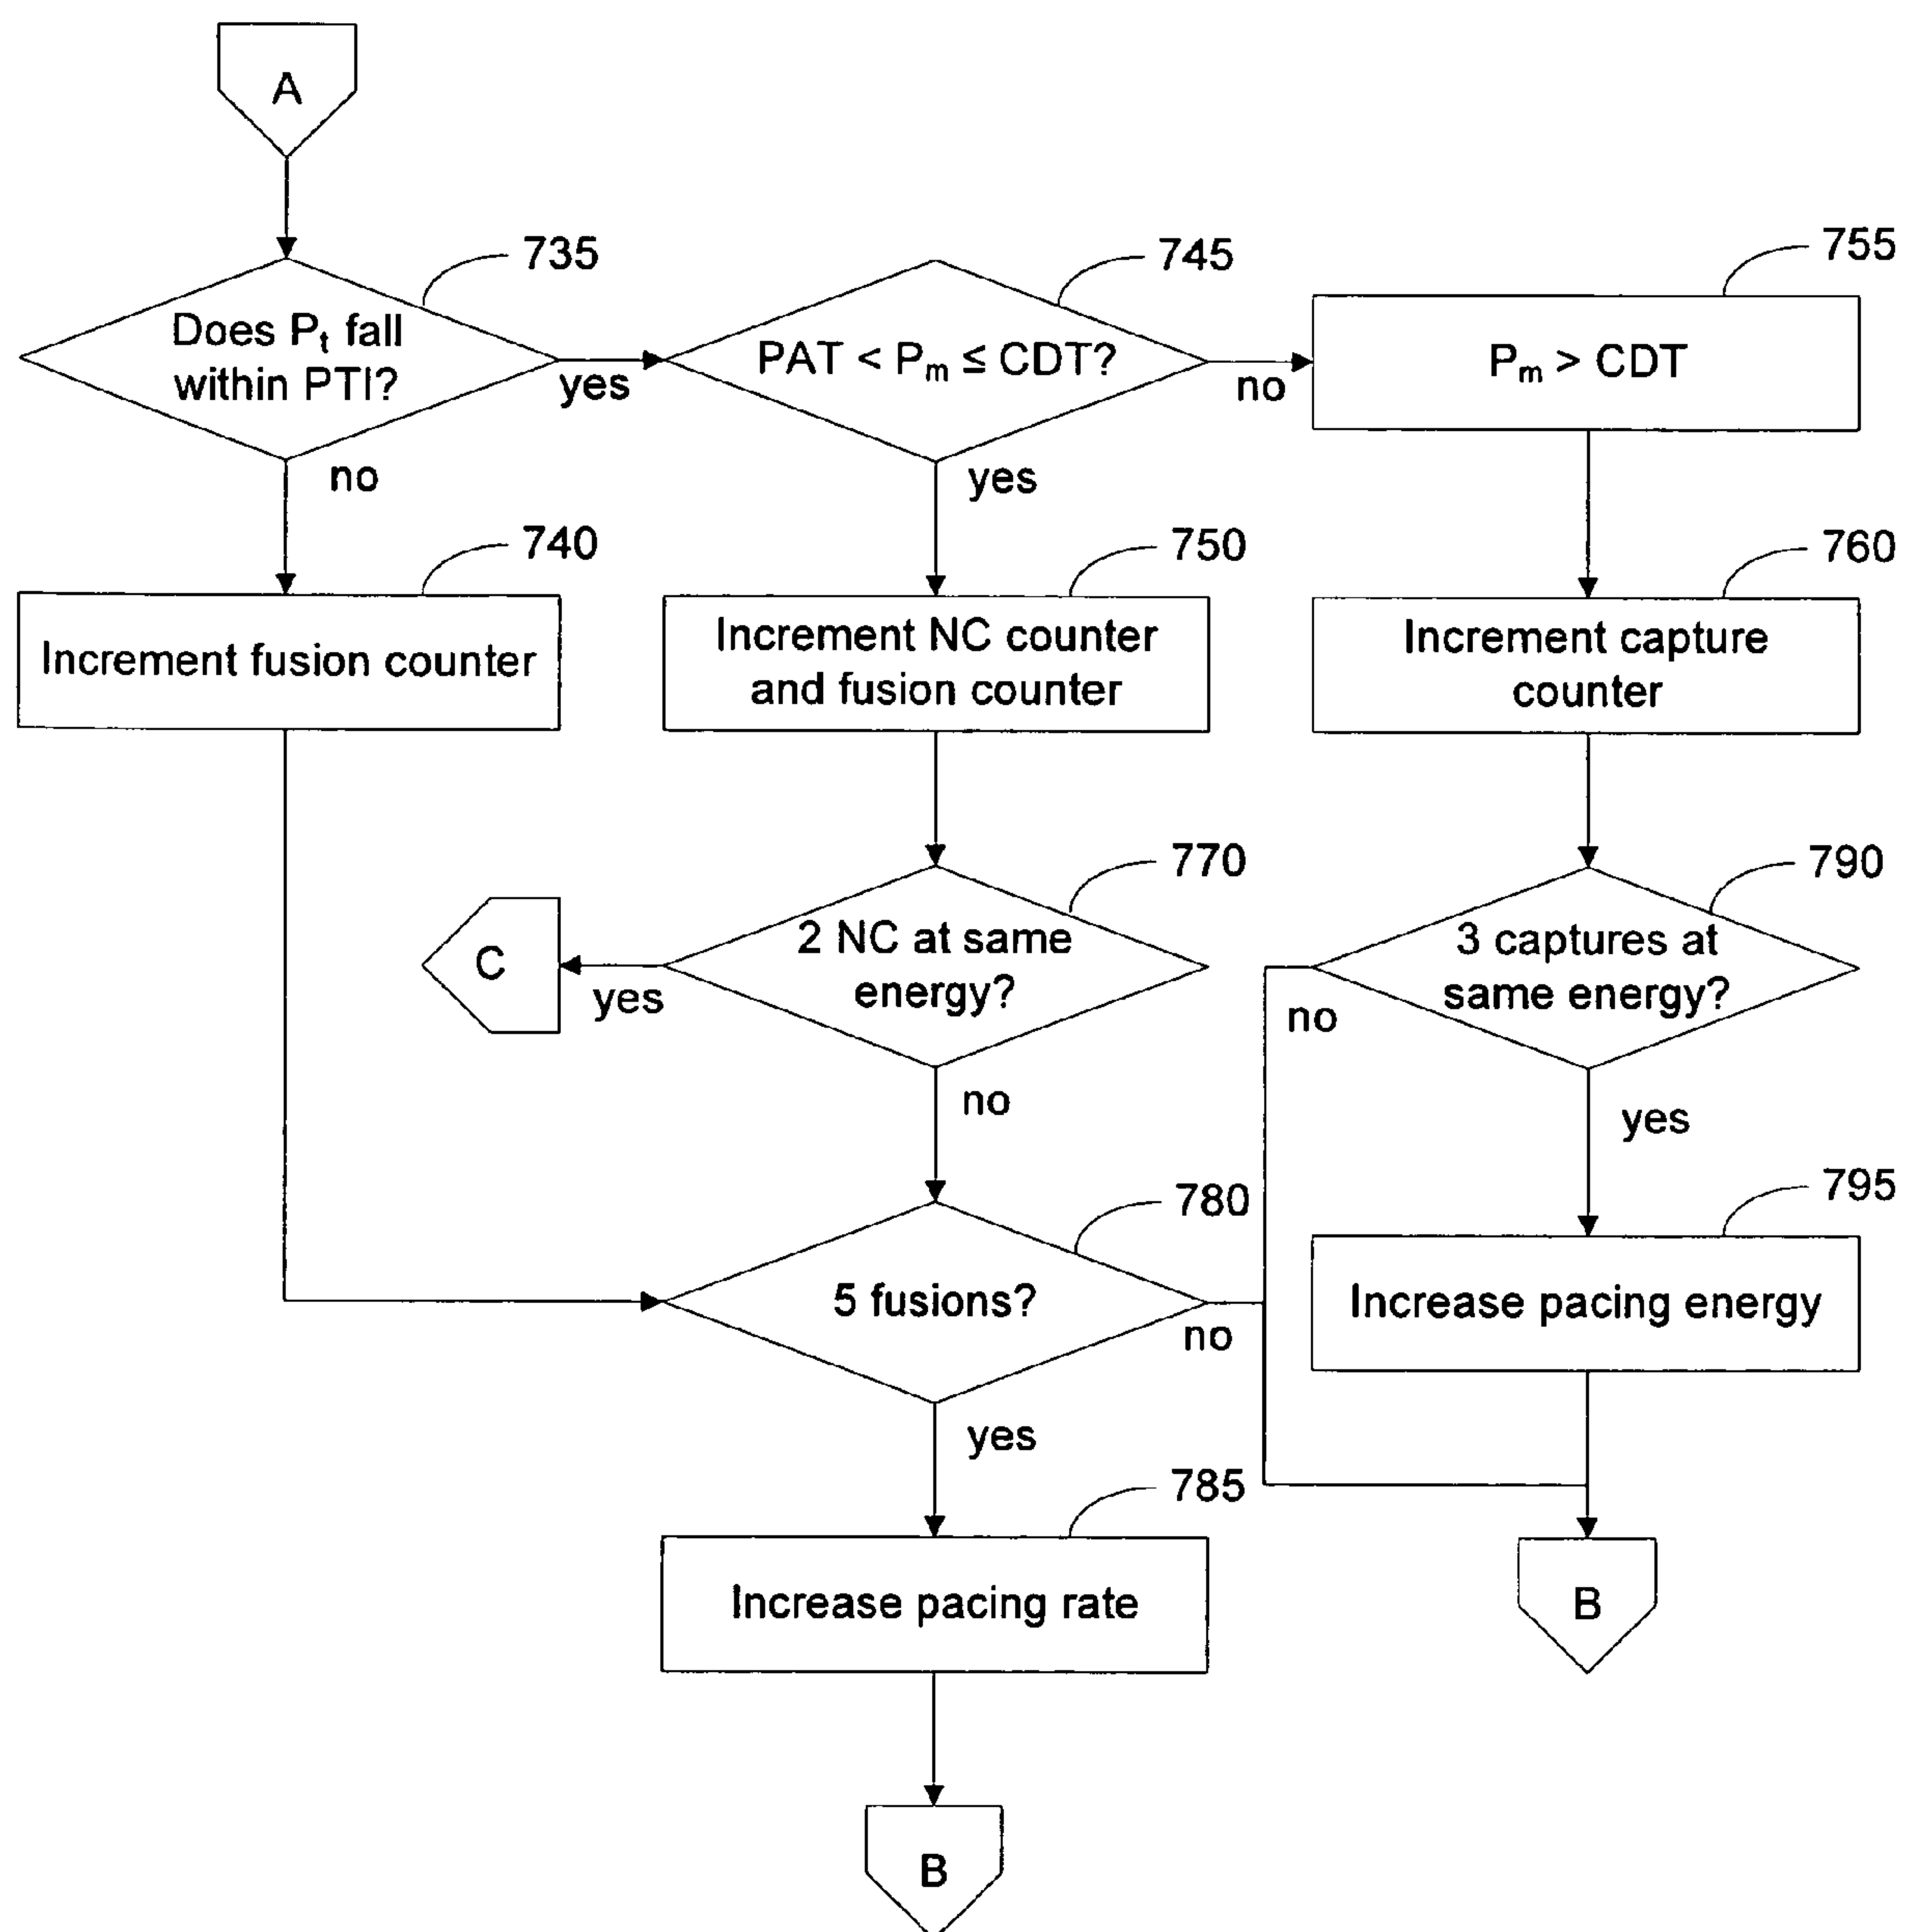 A
735
Does Pt fall
within PTI?
yes
no
745
PAT < Pm ≤ CDT?
no
yes
755
Pm > CDT
740
Increment fusion counter
750
Increment NC counter
and fusion counter
760
Increment capture
counter
770
2 NC at same
energy?
yes
no
C
790
3 captures at
same energy?
no
yes
780
5 fusions?
no
yes
795
Increase pacing energy
785
Increase pacing rate
B
B